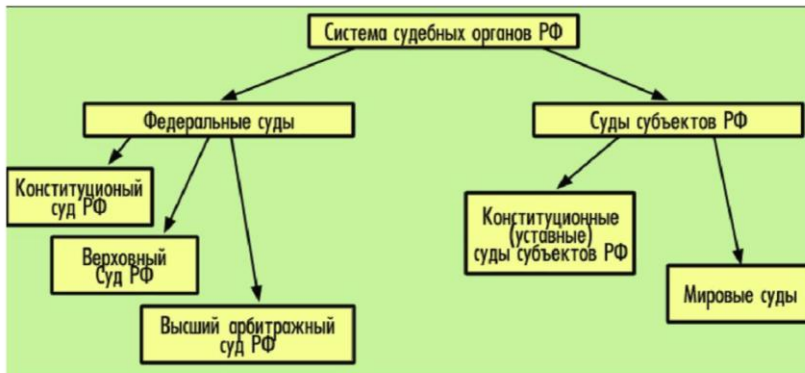 Система судебных органов РФ
Федеральные суды
Суды субъектов РФ
Конституционый
суд РФ
Верховный
Суд РФ
Высший арбитражный
суд РФ
Конституционные
(уставные)
суды субъектов РФ
Мировые суды